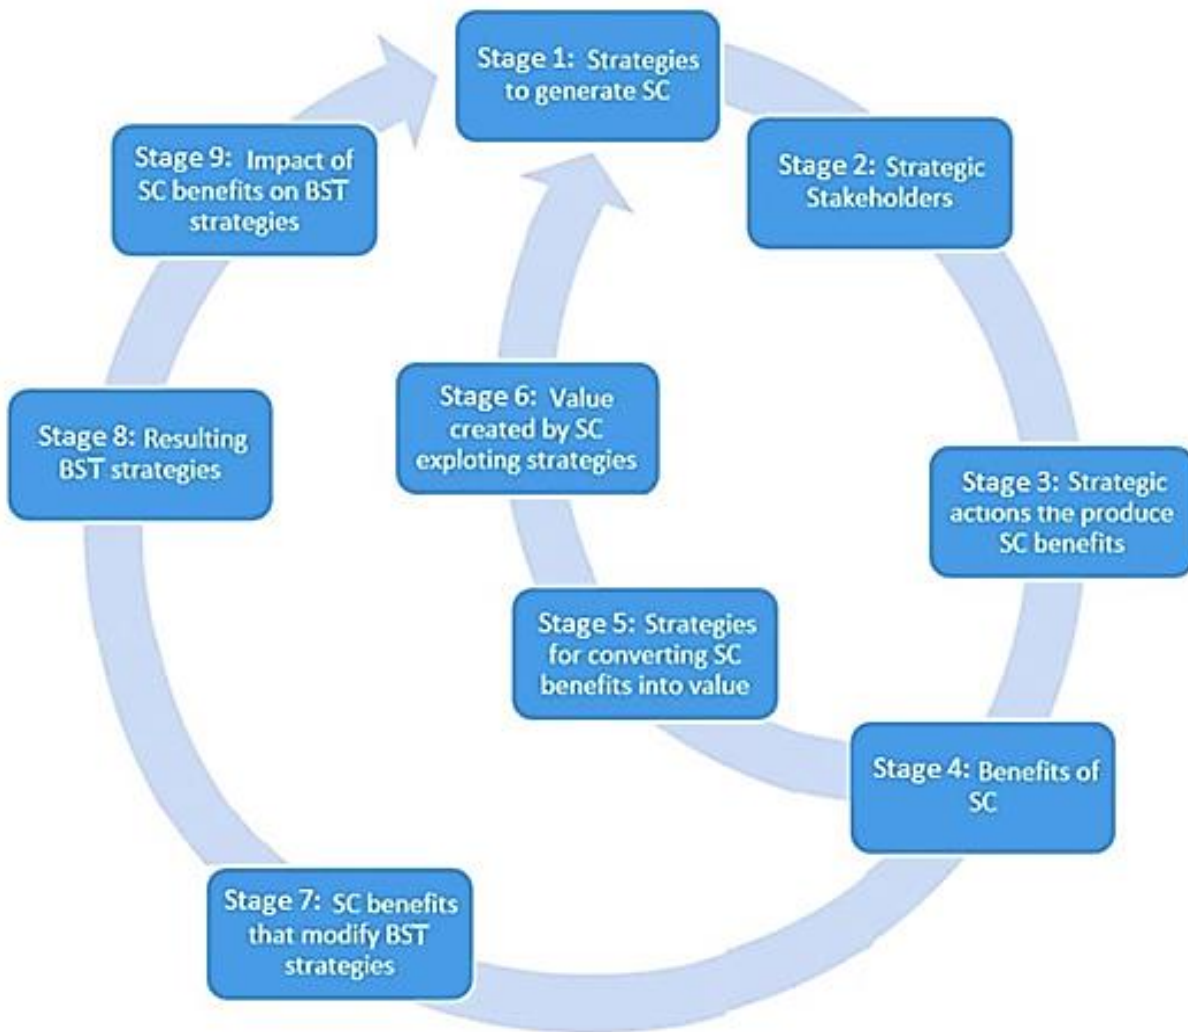 Stage 1: Strategies
to generate SC
Stage 2: Strategic
Stakeholders
Stage 3: Strategic
actions the produce
SC benefits
Stage 4: Benefits of
SC
Stage 5: Strategies
for converting SC
benefits into value
Stage 6: Value
created by SC
exploting strategies
Stage 7: SC benefits
that modify BST
strategies
Stage 8: Resulting
BST strategies
Stage 9: Impact of
SC benefits on BST
strategies